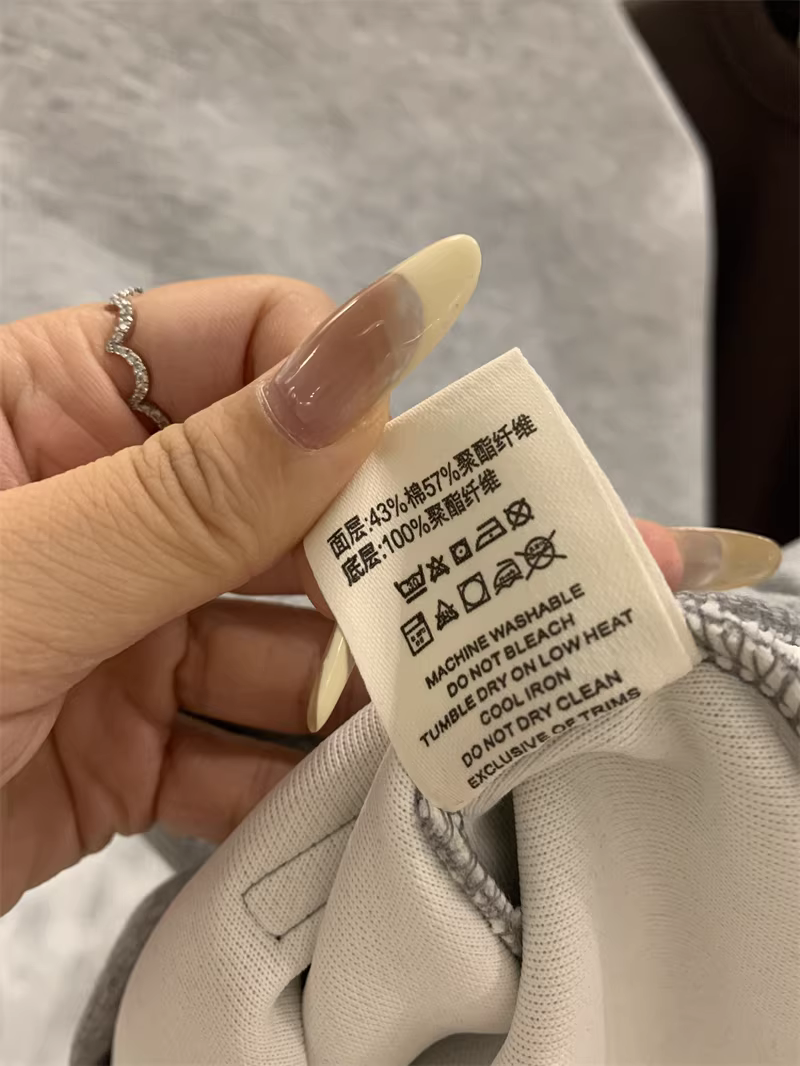 面层:43%棉57%聚酯纤维
底层:100%聚酯纤维
MACHINE WASHABLE
DO NOT BLEACH
TUMBLE DRY ON LOW HEAT
COOL IRON
DO NOT DRY CLEAN
EXCLUSIVE OF TRIMS